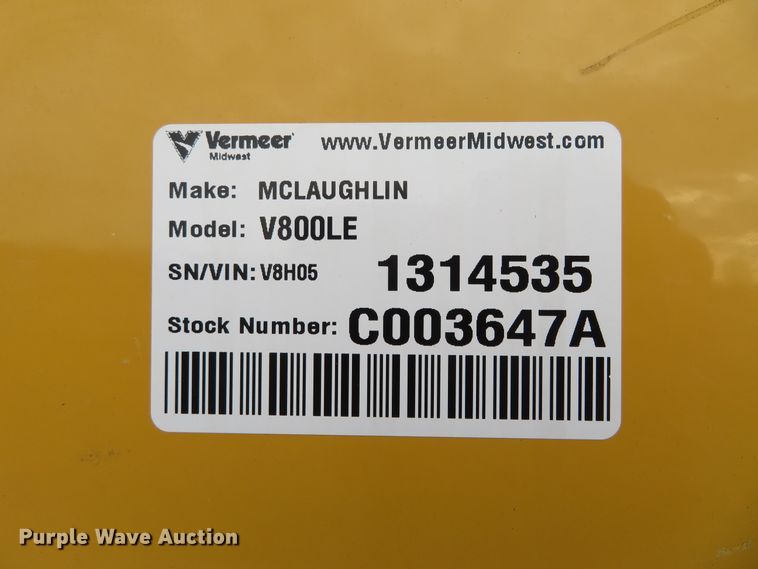 Vermeer www.VermeerMidwest.com
Midwest
Make: MCLAUGHLIN
Model: V800LE
SN/VIN: V8H05 1314535
Stock Number: C003647A
Purple Wave Auction